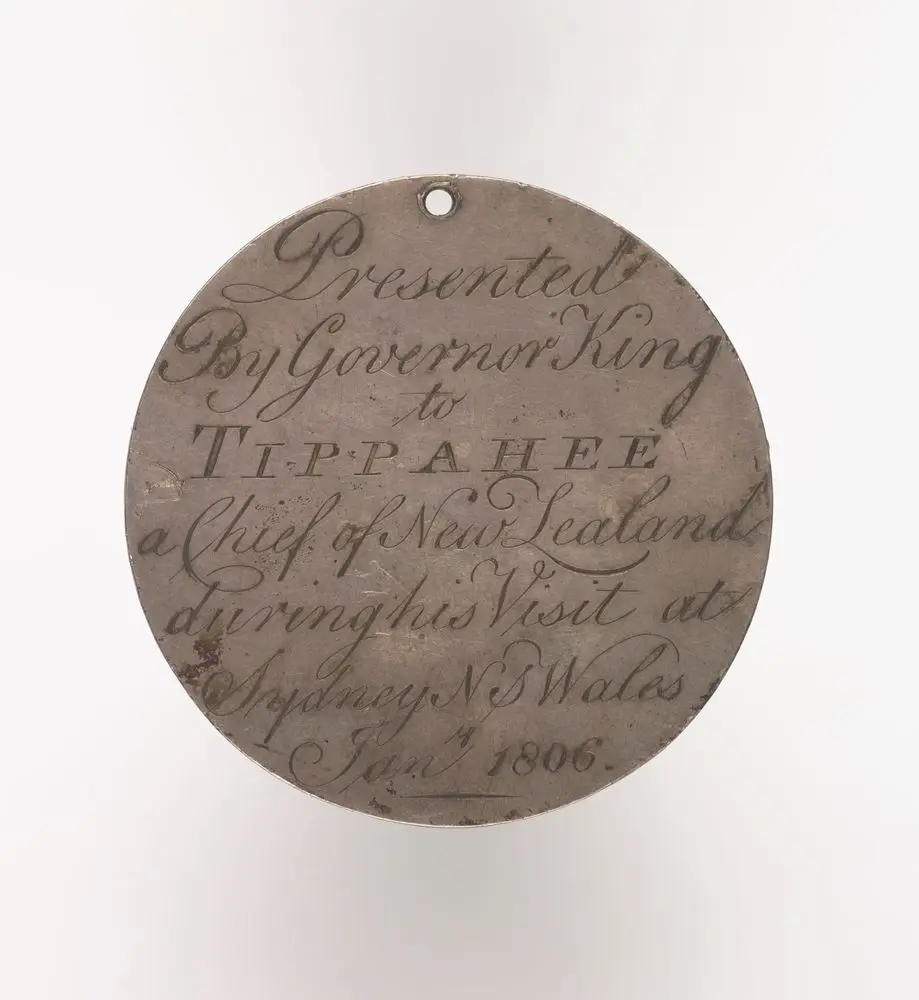 Presented
By Governor King
to
TIPPAHEE
a Chief of New Zealand
during his Visit at
Sydney N S Wales
Jany 1806.